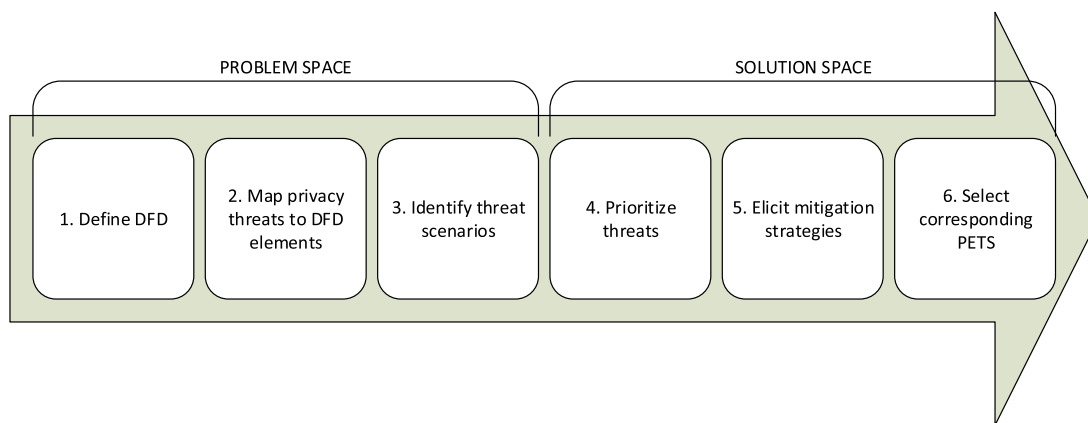 PROBLEM SPACE
SOLUTION SPACE
1. Define DFD
2. Map privacy
threats to DFD
elements
3. Identify threat
scenarios
4. Prioritize
threats
5. Elicit mitigation
strategies
6. Select
corresponding
PETS